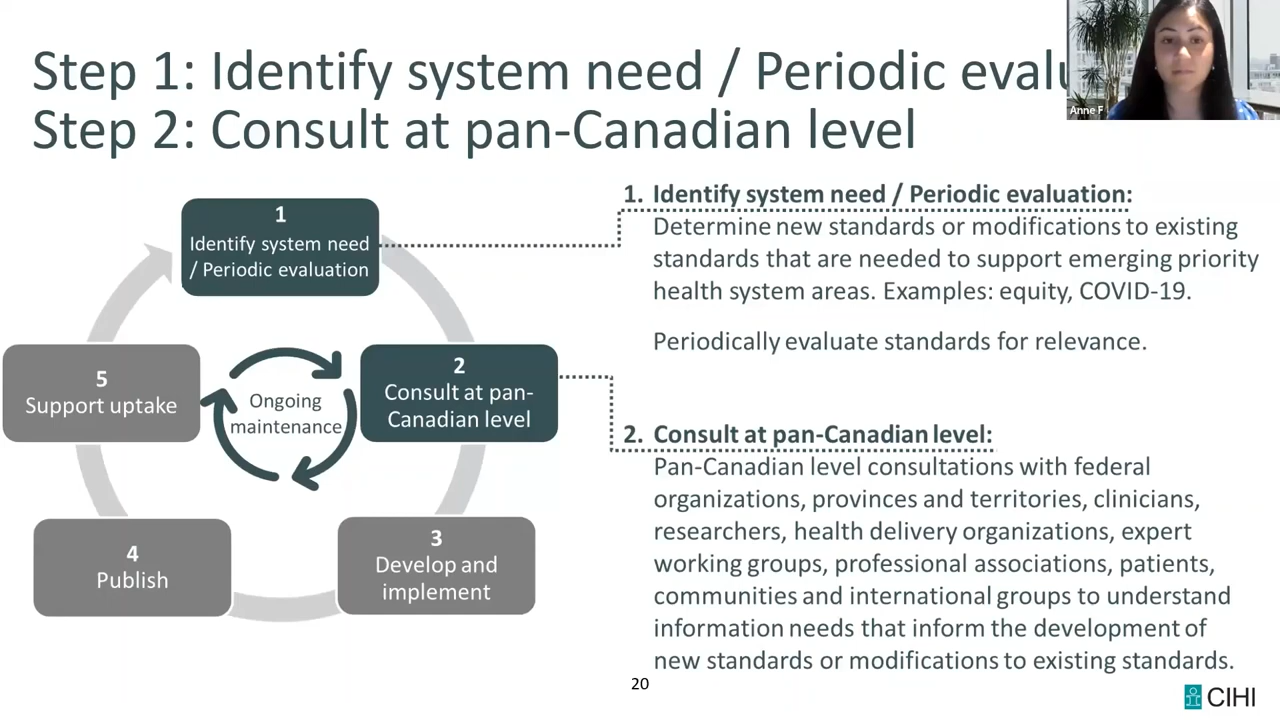 Step 1: Identify system need / Periodic evalu
Step 2: Consult at pan-Canadian level
Anne F
1
Identify system need
/ Periodic evaluation
2
Consult at pan-
Canadian level
3
Develop and
implement
4
Publish
5
Support uptake
Ongoing
maintenance
1. Identify system need / Periodic evaluation:
Determine new standards or modifications to existing
standards that are needed to support emerging priority
health system areas. Examples: equity, COVID-19.
Periodically evaluate standards for relevance.
2. Consult at pan-Canadian level:
Pan-Canadian level consultations with federal
organizations, provinces and territories, clinicians,
researchers, health delivery organizations, expert
working groups, professional associations, patients,
communities and international groups to understand
information needs that inform the development of
new standards or modifications to existing standards.
20
CIHI